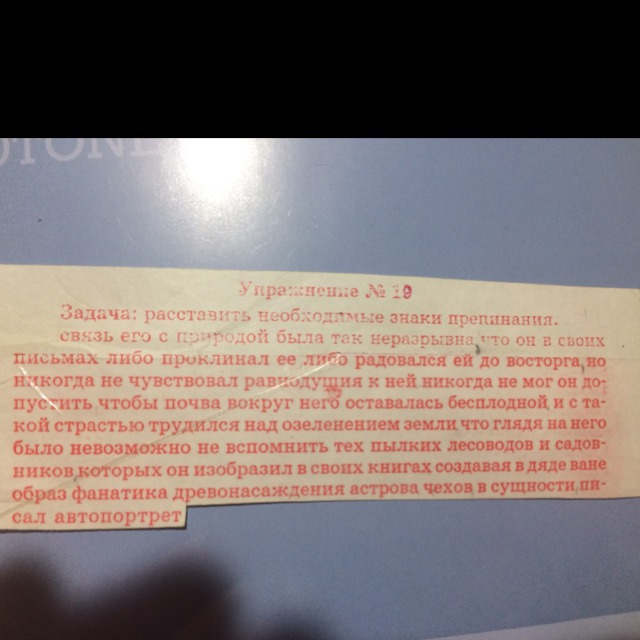 OTONE
Упражнение № 19
Задача: расставить необходимые знаки препинания.
связь его с природой была так неразрывна, что он в своих
письмах либо проклинал ее либо радовался ей до восторга, но
никогда не чувствовал равнодушия к ней никогда не мог он до-
пустить чтобы почва вокруг него оставалась бесплодной, и с та-
кой страстью трудился над озеленением земли, что глядя на него
было невозможно не вспомнить тех пылких лесоводов и садов-
ников, которых он изобразил в своих книгах создавая в дяде ване
образ фанатика древонасаждения астрова чехов в сущности, пи-
сал автопортрет